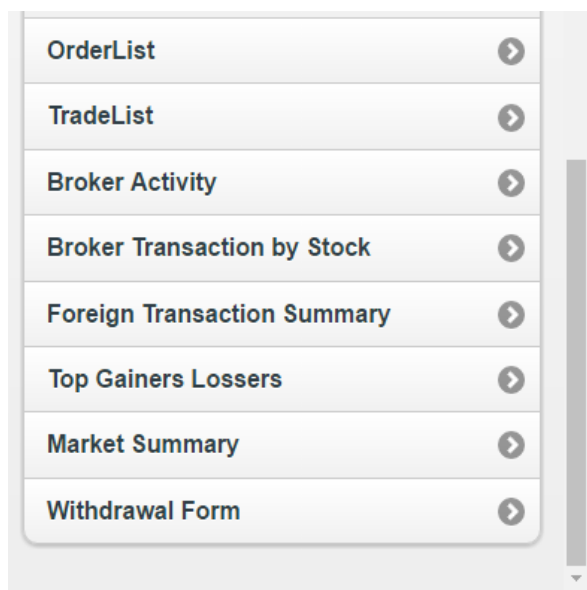 OrderList
TradeList
Broker Activity
Broker Transaction by Stock
Foreign Transaction Summary
Top Gainers Lossers
Market Summary
Withdrawal Form